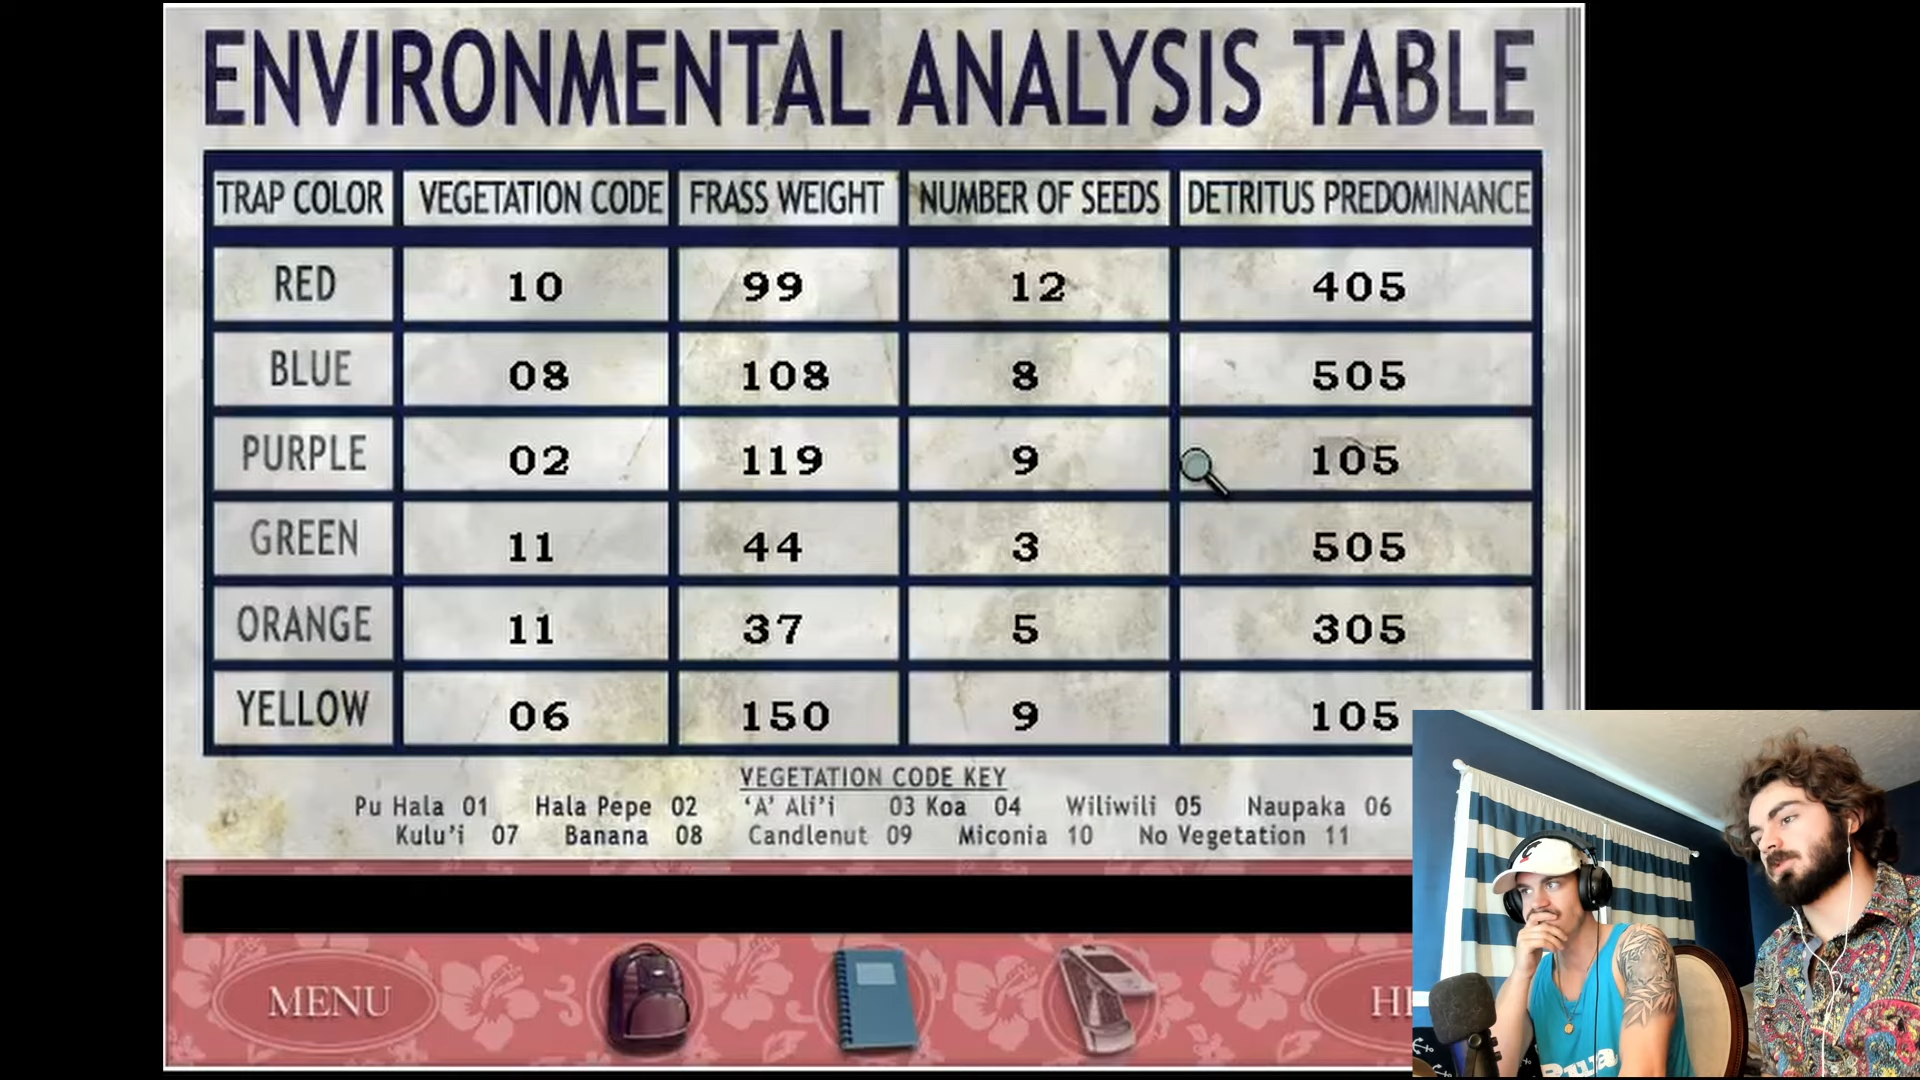 ENVIRONMENTAL ANALYSIS TABLE
TRAP COLOR VEGETATION CODE FRASS WEIGHT NUMBER OF SEEDS DETRITUS PREDOMINANCE
RED 10 99 12 405
BLUE 08 108 8 505
PURPLE 02 119 9 105
GREEN 11 44 3 505
ORANGE 11 37 5 305
YELLOW 06 150 9 105
VEGETATION CODE KEY
Pu Hala 01 Hala Pepe 02 'A' Ali'i 03 Koa 04 Wiliwili 05 Naupaka 06
Kulu'i 07 Banana 08 Candlenut 09 Miconia 10 No Vegetation 11
MENU